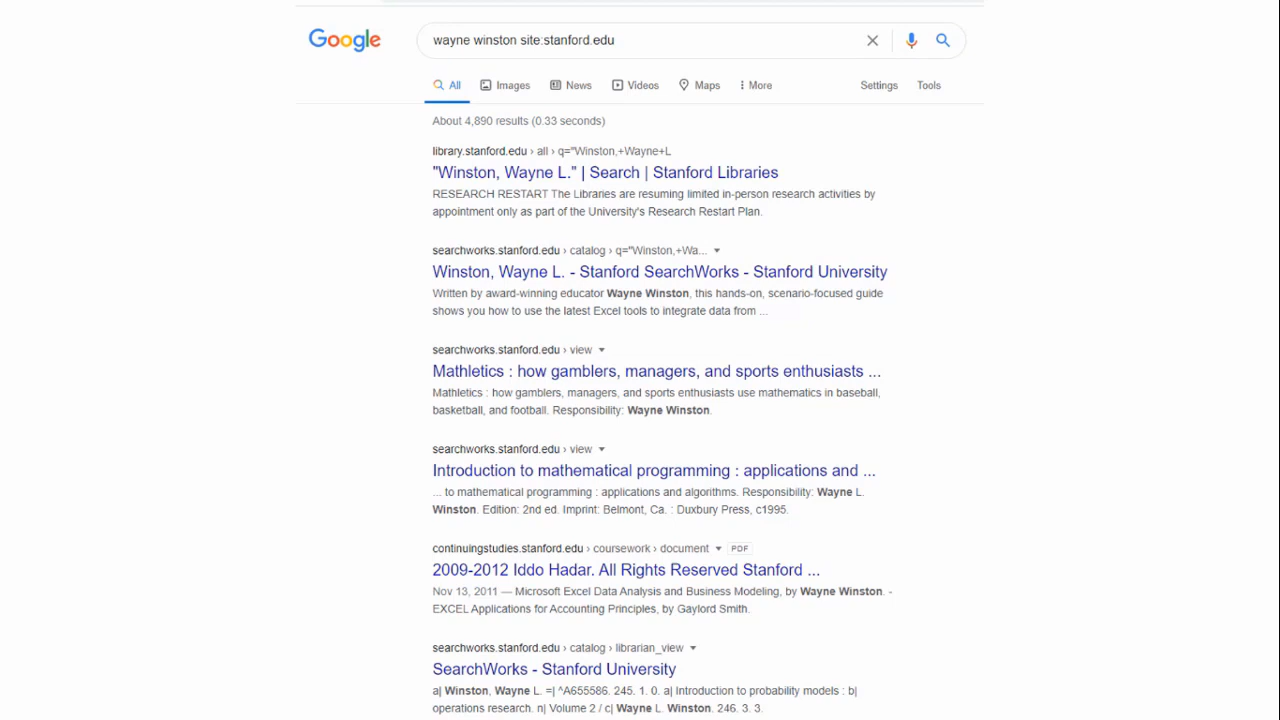 Google
wayne winston site:stanford.edu
All Images News Videos Maps More Settings Tools
About 4,890 results (0.33 seconds)
library.stanford.edu › all › q="Winston,+Wayne+L
"Winston, Wayne L." | Search | Stanford Libraries
RESEARCH RESTART The Libraries are resuming limited in-person research activities by
appointment only as part of the University's Research Restart Plan.
searchworks.stanford.edu › catalog › q="Winston,+Wa...
Winston, Wayne L. - Stanford SearchWorks - Stanford University
Written by award-winning educator Wayne Winston, this hands-on, scenario-focused guide
shows you how to use the latest Excel tools to integrate data from ...
searchworks.stanford.edu › view
Mathletics : how gamblers, managers, and sports enthusiasts ...
Mathletics : how gamblers, managers, and sports enthusiasts use mathematics in baseball,
basketball, and football. Responsibility: Wayne Winston.
searchworks.stanford.edu › view
Introduction to mathematical programming : applications and ...
... to mathematical programming : applications and algorithms. Responsibility: Wayne L.
Winston. Edition: 2nd ed. Imprint: Belmont, Ca. : Duxbury Press, c1995.
continuingstudies.stanford.edu › coursework › document PDF
2009-2012 Iddo Hadar. All Rights Reserved Stanford ...
Nov 13, 2011 — Microsoft Excel Data Analysis and Business Modeling, by Wayne Winston. -
EXCEL Applications for Accounting Principles, by Gaylord Smith.
searchworks.stanford.edu › catalog › librarian_view
SearchWorks - Stanford University
a| Winston, Wayne L. =| ^A655586. 245. 1. 0. a| Introduction to probability models : b|
operations research. n| Volume 2 / c| Wayne L. Winston. 246. 3. 3.